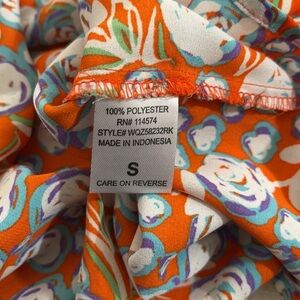 100% POLYESTER
RN# 114574
STYLE# WQZ58232RK
MADE IN INDONESIA
S
CARE ON REVERSE